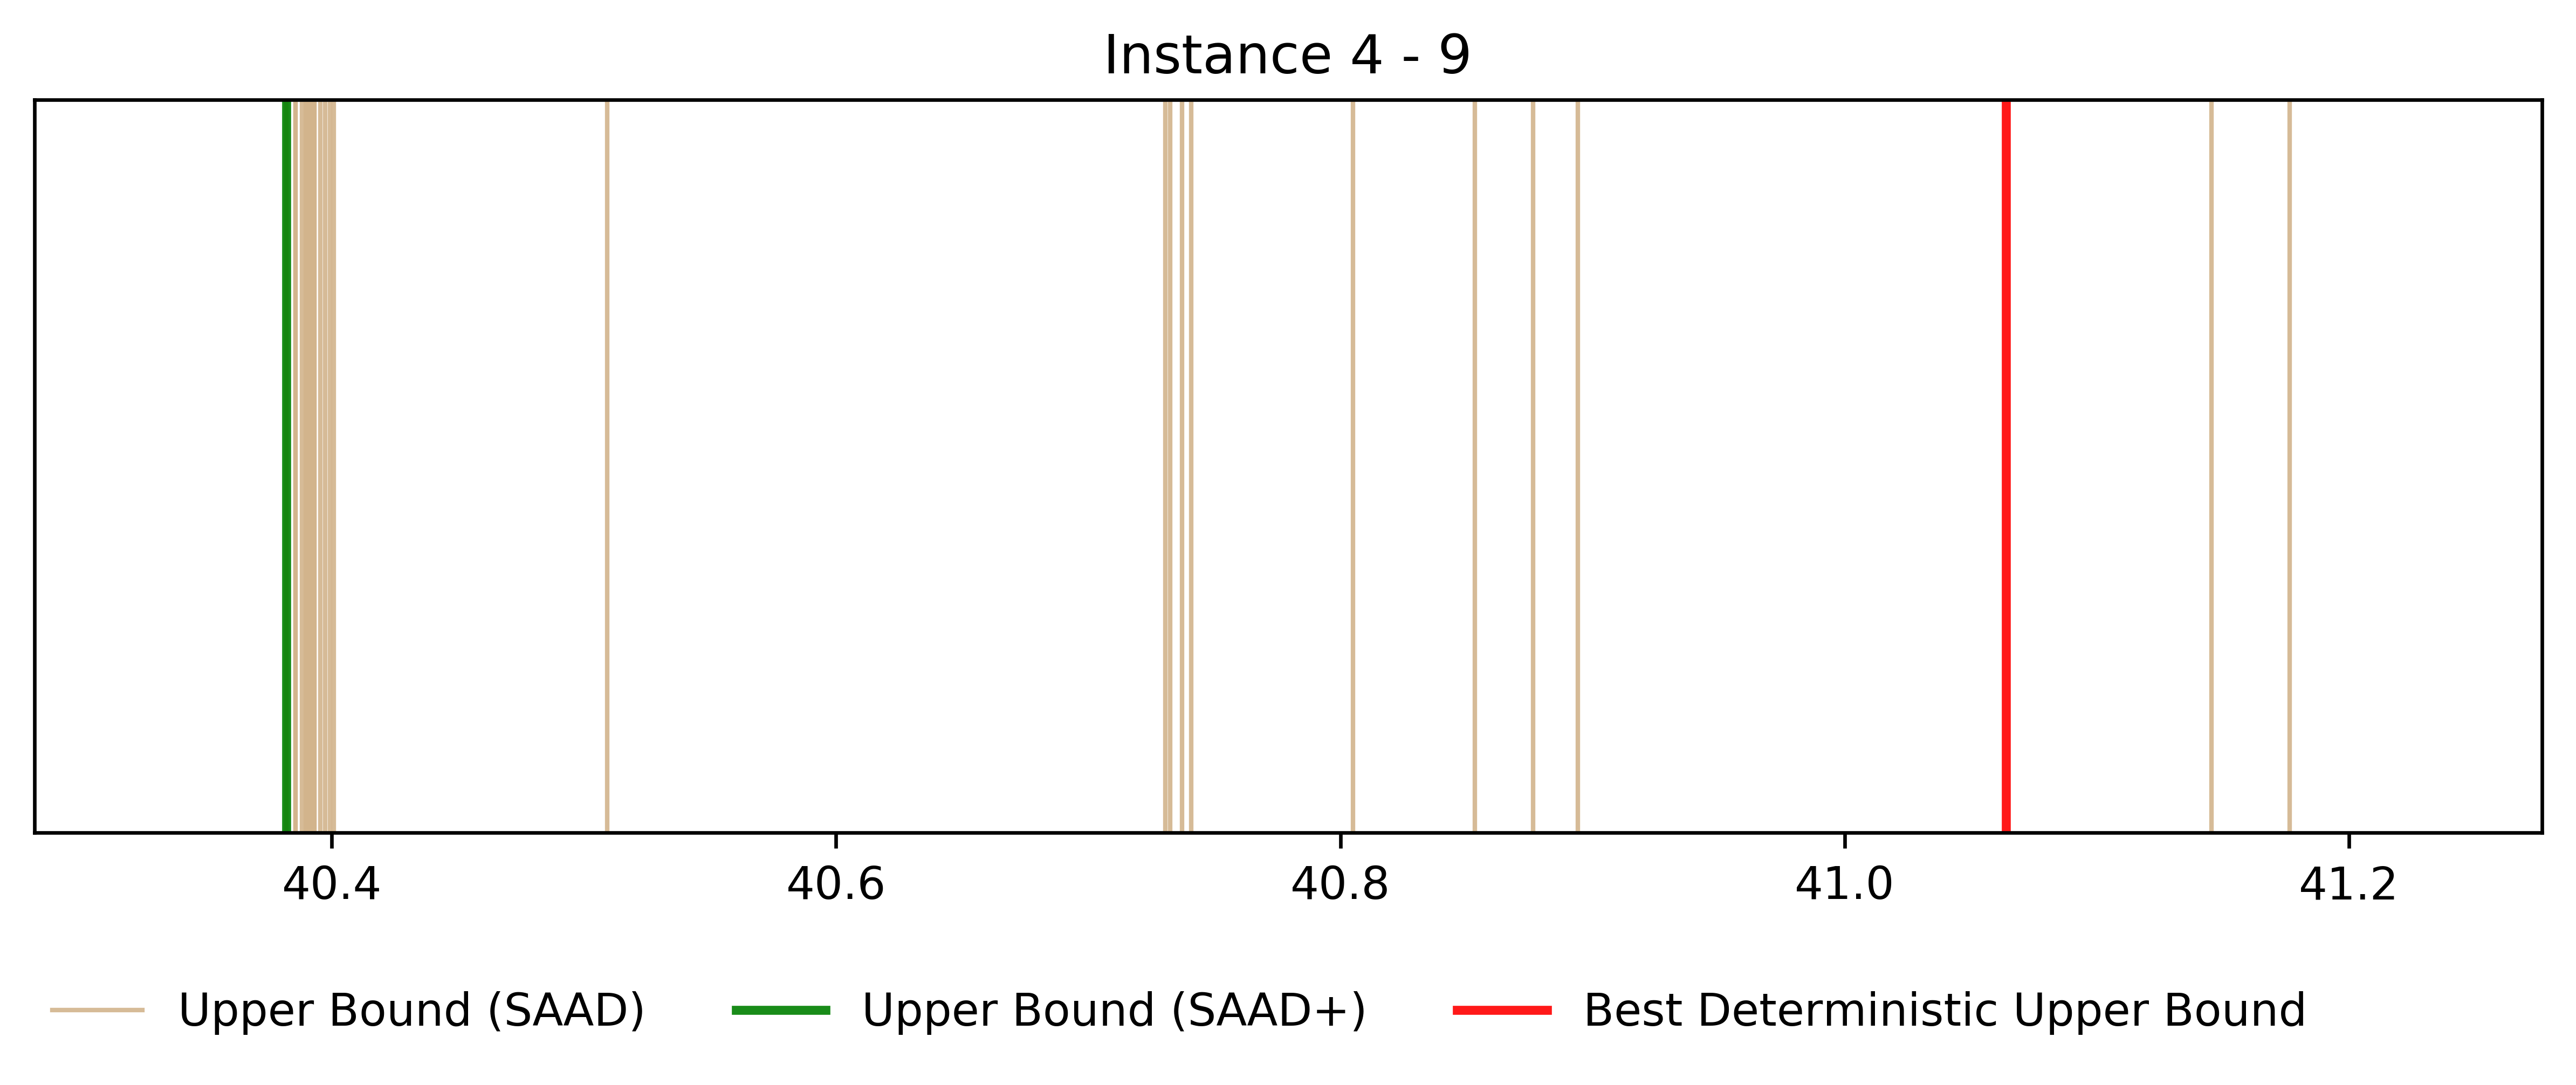 Instance 4 - 9
40.4 40.6 40.8 41.0 41.2
Upper Bound (SAAD) Upper Bound (SAAD+) Best Deterministic Upper Bound